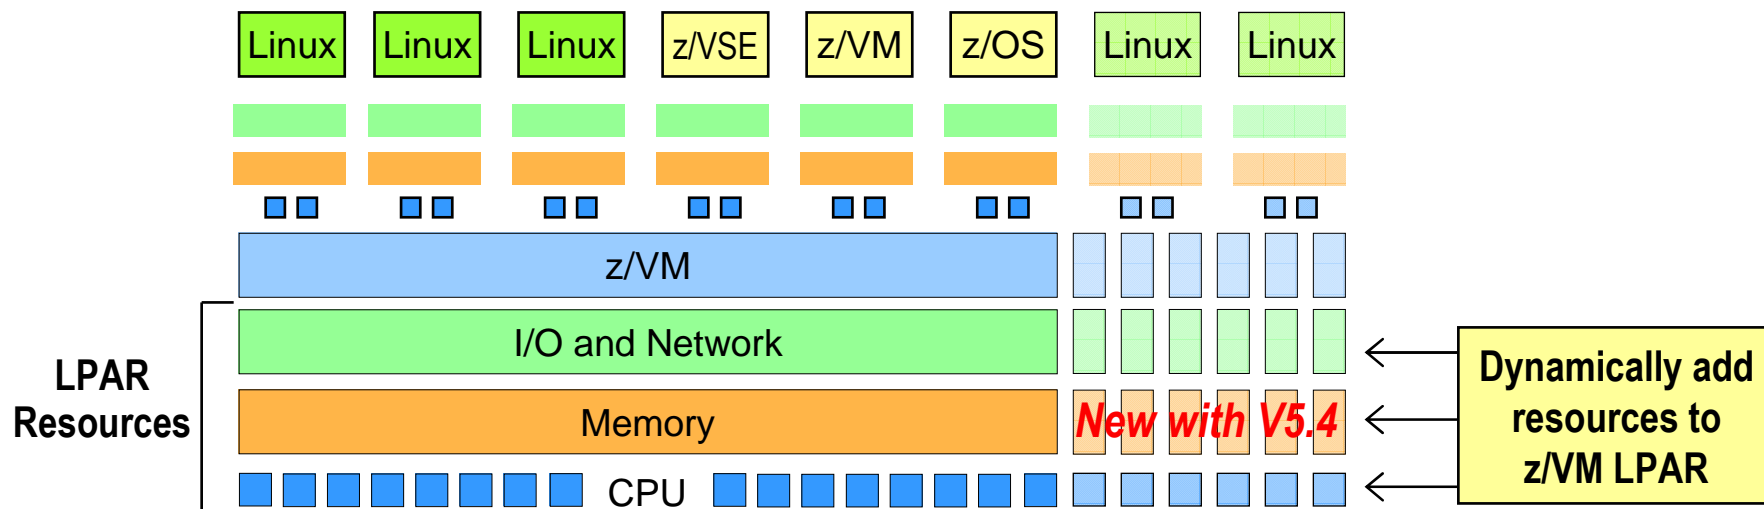 Linux Linux Linux z/VSE z/VM z/OS Linux Linux
z/VM
I/O and Network
LPAR
Resources
Memory
New with V5.4
CPU
Dynamically add
resources to
z/VM LPAR